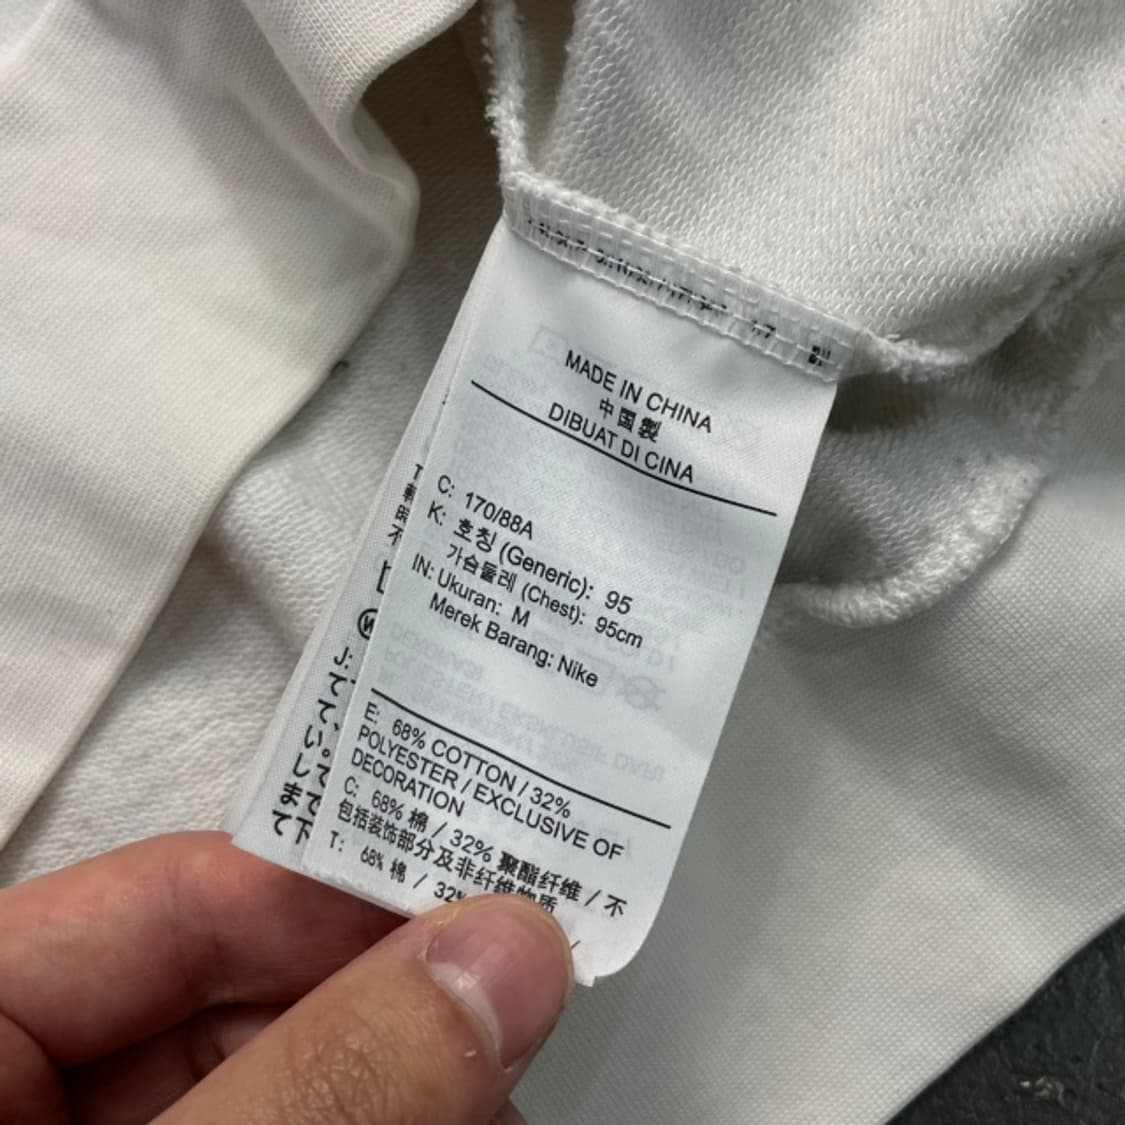 MADE IN CHINA
中国製
DIBUAT DI CINA
C: 170/88A
K: 호칭 (Generic): 95
가슴둘레 (Chest): 95cm
IN: Ukuran: M
Merek Barang: Nike
E: 68% COTTON / 32%
POLYESTER / EXCLUSIVE OF
DECORATION
C: 68% 棉 / 32% 聚酯纤维 / 不
包括装饰部分及非纤维物质
T: 68% 棉 / 32%